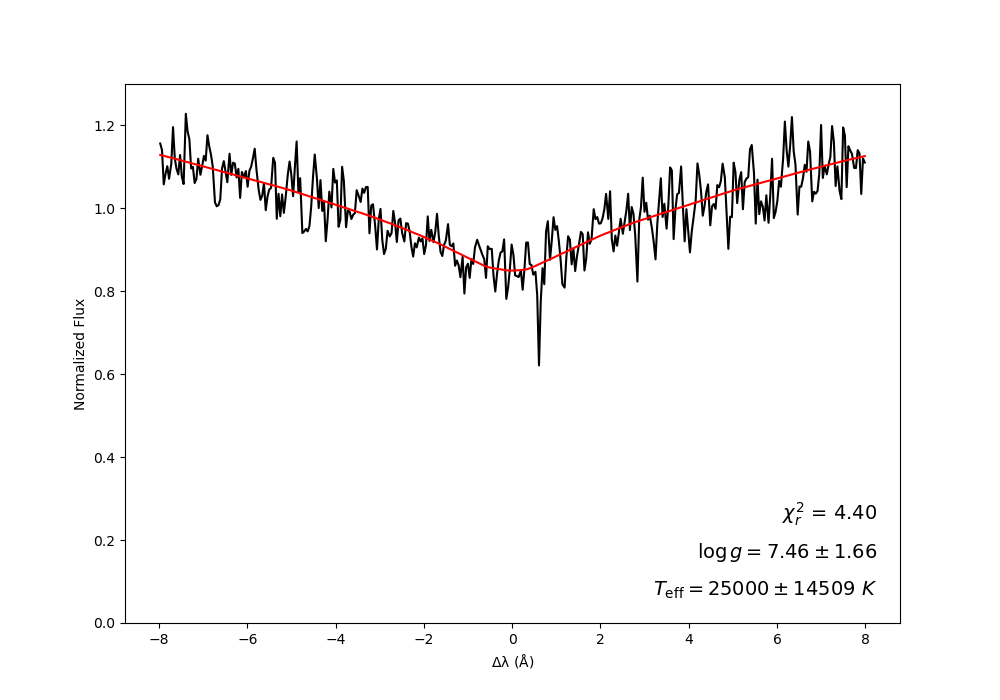 1.2
1.0
0.8
0.6
0.4
0.2
0.0
Normalized Flux
χ²ᵣ = 4.40
log g = 7.46 ± 1.66
T_eff = 25000 ± 14509 K
−8 −6 −4 −2 0 2 4 6 8
Δλ (Å)